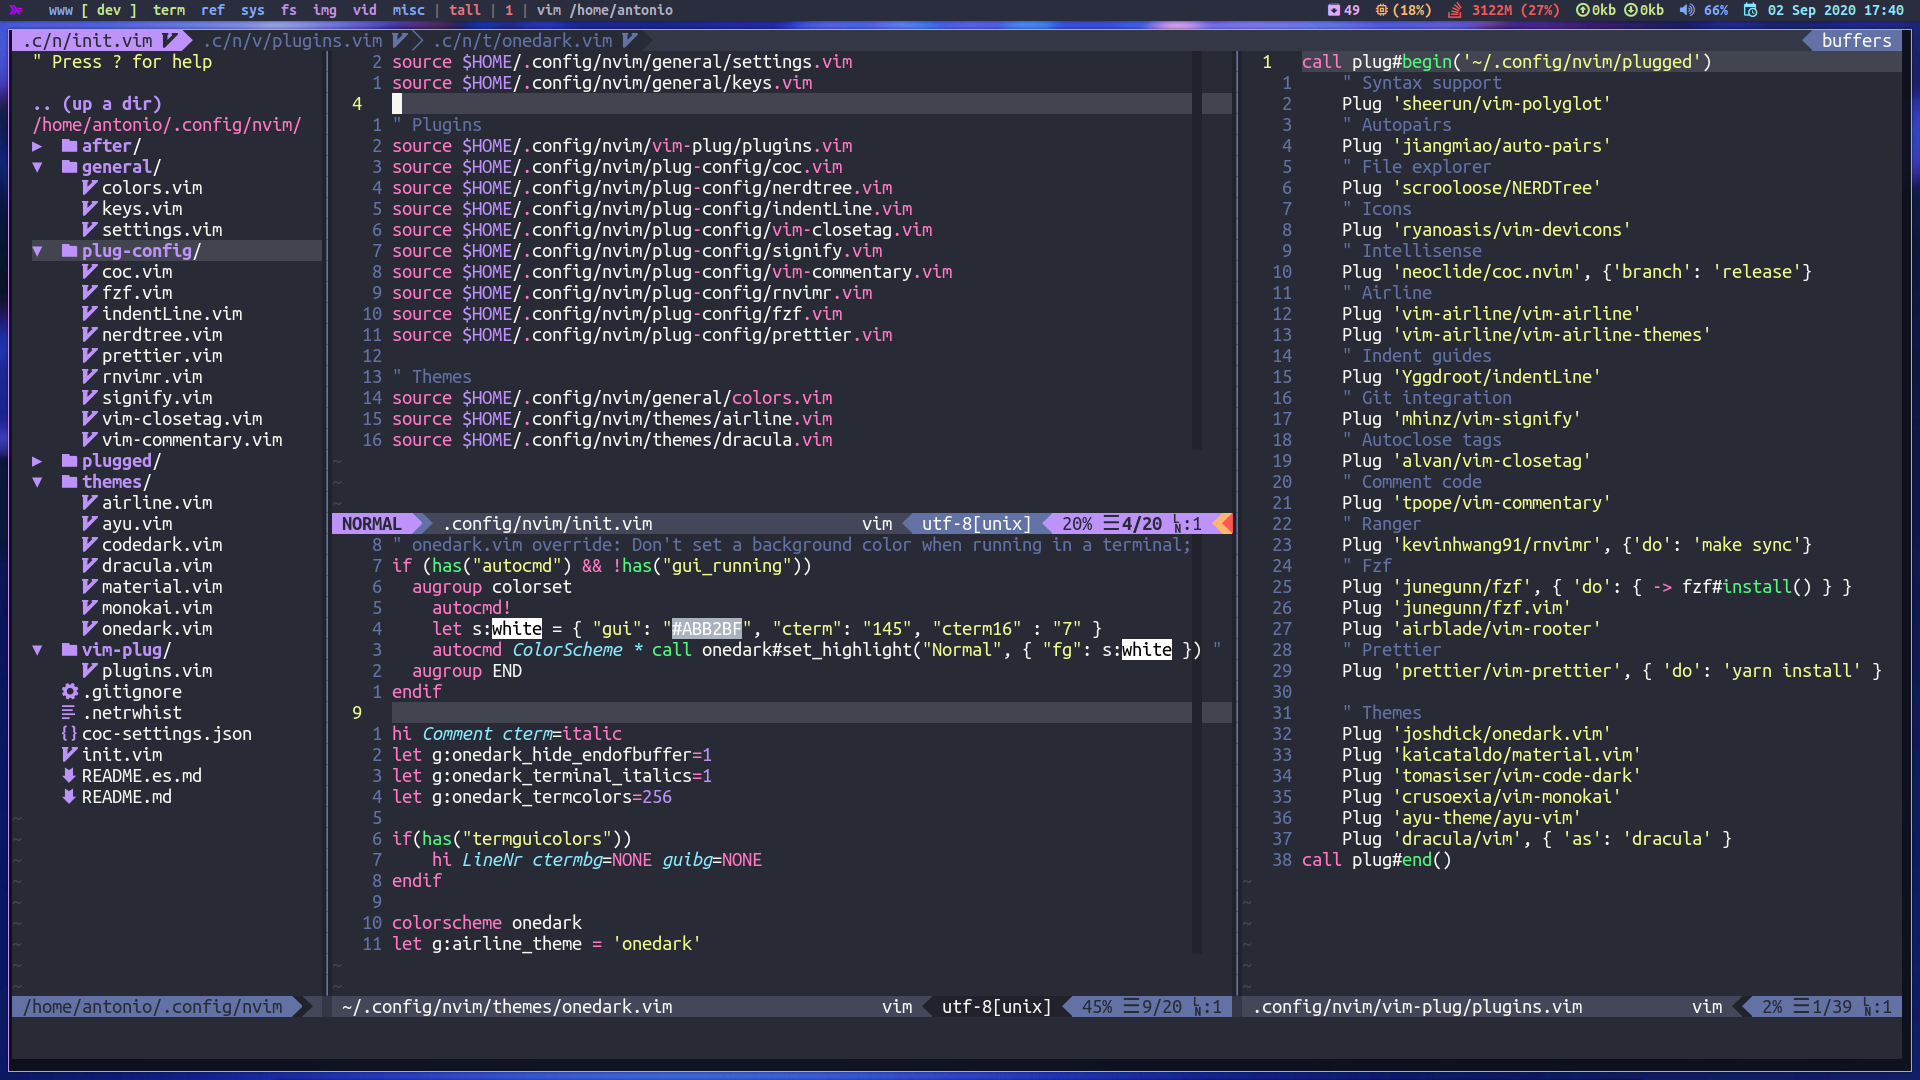 www [ dev ] term ref sys fs img vid misc | tall | 1 | vim /home/antonio
49 (18%) 3122M (27%) 0kb 0kb 66% 02 Sep 2020 17:40
.c/n/init.vim .c/n/v/plugins.vim .c/n/t/onedark.vim buffers
" Press ? for help
.. (up a dir)
/home/antonio/.config/nvim/
▶ after/
▼ general/
colors.vim
keys.vim
settings.vim
▼ plug-config/
coc.vim
fzf.vim
indentLine.vim
nerdtree.vim
prettier.vim
rnvimr.vim
signify.vim
vim-closetag.vim
vim-commentary.vim
▶ plugged/
▼ themes/
airline.vim
ayu.vim
codedark.vim
dracula.vim
material.vim
monokai.vim
onedark.vim
▼ vim-plug/
plugins.vim
.gitignore
.netrwhist
coc-settings.json
init.vim
README.es.md
README.md
/home/antonio/.config/nvim
2 source $HOME/.config/nvim/general/settings.vim
1 source $HOME/.config/nvim/general/keys.vim
4
1 " Plugins
2 source $HOME/.config/nvim/vim-plug/plugins.vim
3 source $HOME/.config/nvim/plug-config/coc.vim
4 source $HOME/.config/nvim/plug-config/nerdtree.vim
5 source $HOME/.config/nvim/plug-config/indentLine.vim
6 source $HOME/.config/nvim/plug-config/vim-closetag.vim
7 source $HOME/.config/nvim/plug-config/signify.vim
8 source $HOME/.config/nvim/plug-config/vim-commentary.vim
9 source $HOME/.config/nvim/plug-config/rnvimr.vim
10 source $HOME/.config/nvim/plug-config/fzf.vim
11 source $HOME/.config/nvim/plug-config/prettier.vim
12
13 " Themes
14 source $HOME/.config/nvim/general/colors.vim
15 source $HOME/.config/nvim/themes/airline.vim
16 source $HOME/.config/nvim/themes/dracula.vim
~
~
~
NORMAL .config/nvim/init.vim vim utf-8[unix] 20% ☰4/20 ㏑:1
8 " onedark.vim override: Don't set a background color when running in a terminal;
7 if (has("autocmd") && !has("gui_running"))
6 augroup colorset
5 autocmd!
4 let s:white = { "gui": "#ABB2BF", "cterm": "145", "cterm16" : "7" }
3 autocmd ColorScheme * call onedark#set_highlight("Normal", { "fg": s:white }) "
2 augroup END
1 endif
9
1 hi Comment cterm=italic
2 let g:onedark_hide_endofbuffer=1
3 let g:onedark_terminal_italics=1
4 let g:onedark_termcolors=256
5
6 if(has("termguicolors"))
7 hi LineNr ctermbg=NONE guibg=NONE
8 endif
9
10 colorscheme onedark
11 let g:airline_theme = 'onedark'
~
~
~/.config/nvim/themes/onedark.vim vim utf-8[unix] 45% ☰9/20 ㏑:1
1 call plug#begin('~/.config/nvim/plugged')
1 " Syntax support
2 Plug 'sheerun/vim-polyglot'
3 " Autopairs
4 Plug 'jiangmiao/auto-pairs'
5 " File explorer
6 Plug 'scrooloose/NERDTree'
7 " Icons
8 Plug 'ryanoasis/vim-devicons'
9 " Intellisense
10 Plug 'neoclide/coc.nvim', {'branch': 'release'}
11 " Airline
12 Plug 'vim-airline/vim-airline'
13 Plug 'vim-airline/vim-airline-themes'
14 " Indent guides
15 Plug 'Yggdroot/indentLine'
16 " Git integration
17 Plug 'mhinz/vim-signify'
18 " Autoclose tags
19 Plug 'alvan/vim-closetag'
20 " Comment code
21 Plug 'tpope/vim-commentary'
22 " Ranger
23 Plug 'kevinhwang91/rnvimr', {'do': 'make sync'}
24 " Fzf
25 Plug 'junegunn/fzf', { 'do': { -> fzf#install() } }
26 Plug 'junegunn/fzf.vim'
27 Plug 'airblade/vim-rooter'
28 " Prettier
29 Plug 'prettier/vim-prettier', { 'do': 'yarn install' }
30
31 " Themes
32 Plug 'joshdick/onedark.vim'
33 Plug 'kaicataldo/material.vim'
34 Plug 'tomasiser/vim-code-dark'
35 Plug 'crusoexia/vim-monokai'
36 Plug 'ayu-theme/ayu-vim'
37 Plug 'dracula/vim', { 'as': 'dracula' }
38 call plug#end()
~
~
~
~
~
~
.config/nvim/vim-plug/plugins.vim vim 2% ☰1/39 ㏑:1